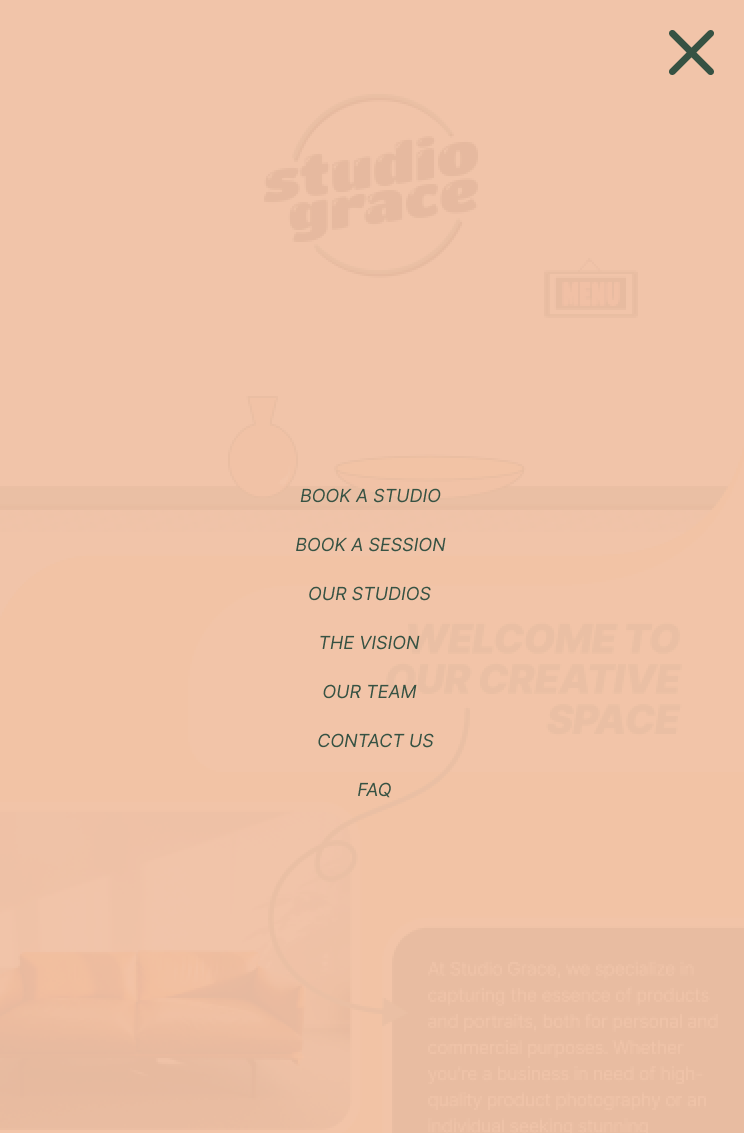 studio
grace
MENU
BOOK A STUDIO
BOOK A SESSION
OUR STUDIOS
THE VISION
WELCOME TO
OUR CREATIVE
SPACE
OUR TEAM
CONTACT US
FAQ
At Studio Grace, we specialize in
capturing the essence of products
and portraits, both for personal and
commercial purposes. Whether
you're a business in need of high-
quality product photography or an
individual seeking stunning